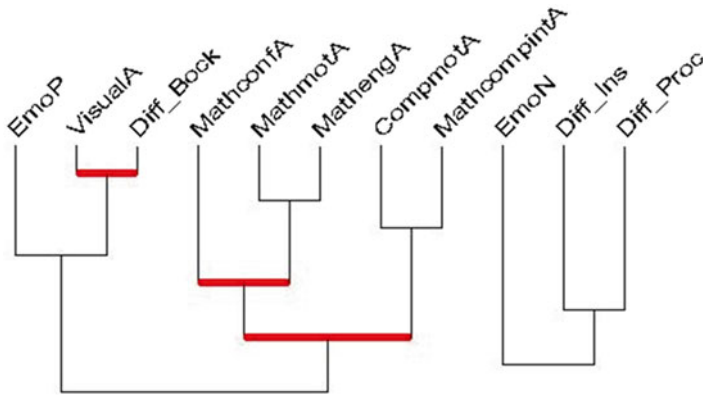 EmoP
VisualA
Diff_Bock
MathconfA
MathmotA
MathengA
CompmotA
MathcompintA
EmoN
Diff_Ins
Diff_Proc